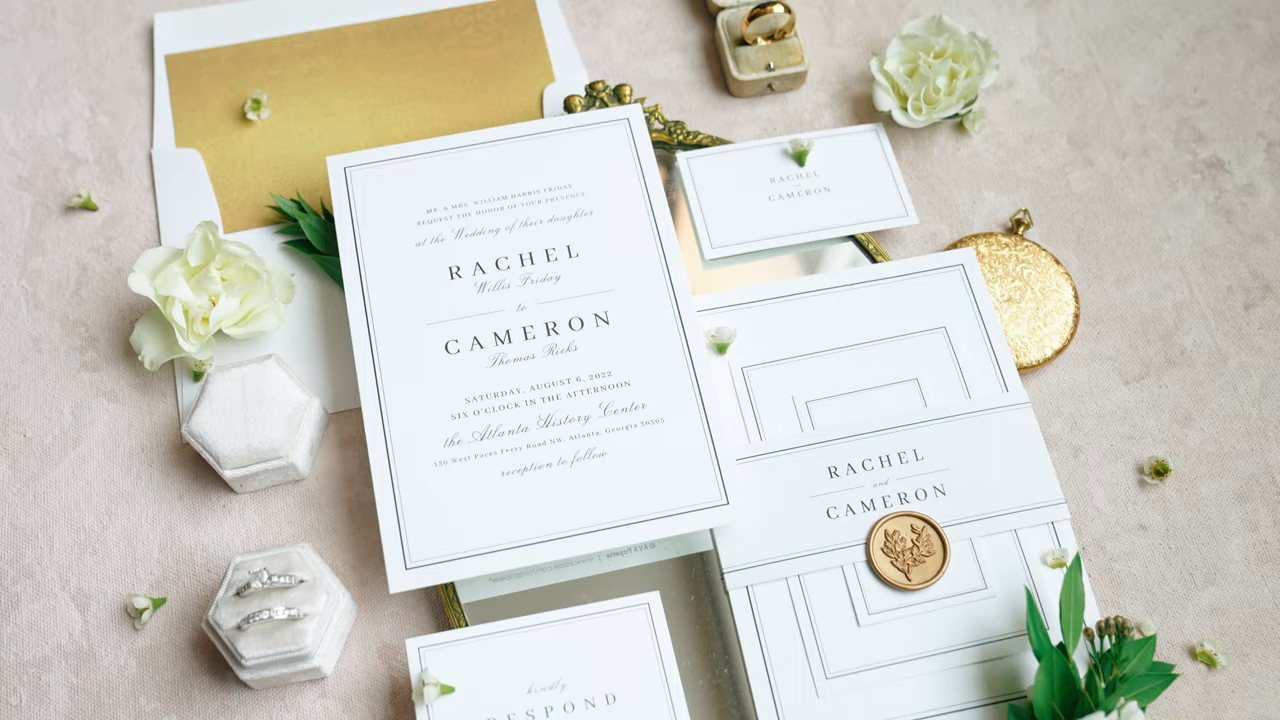 MR. & MRS. WILLIAM HARRIS FRIDAY
REQUEST THE HONOR OF YOUR PRESENCE
at the Wedding of their daughter
RACHEL
Willis Friday
to
CAMERON
Thomas Ricks
SATURDAY, AUGUST 6, 2022
SIX O'CLOCK IN THE AFTERNOON
the Atlanta History Center
130 West Paces Ferry Road NW, Atlanta, Georgia 30305
reception to follow
RACHEL
CAMERON
RACHEL
and
CAMERON
kindly
RESPOND